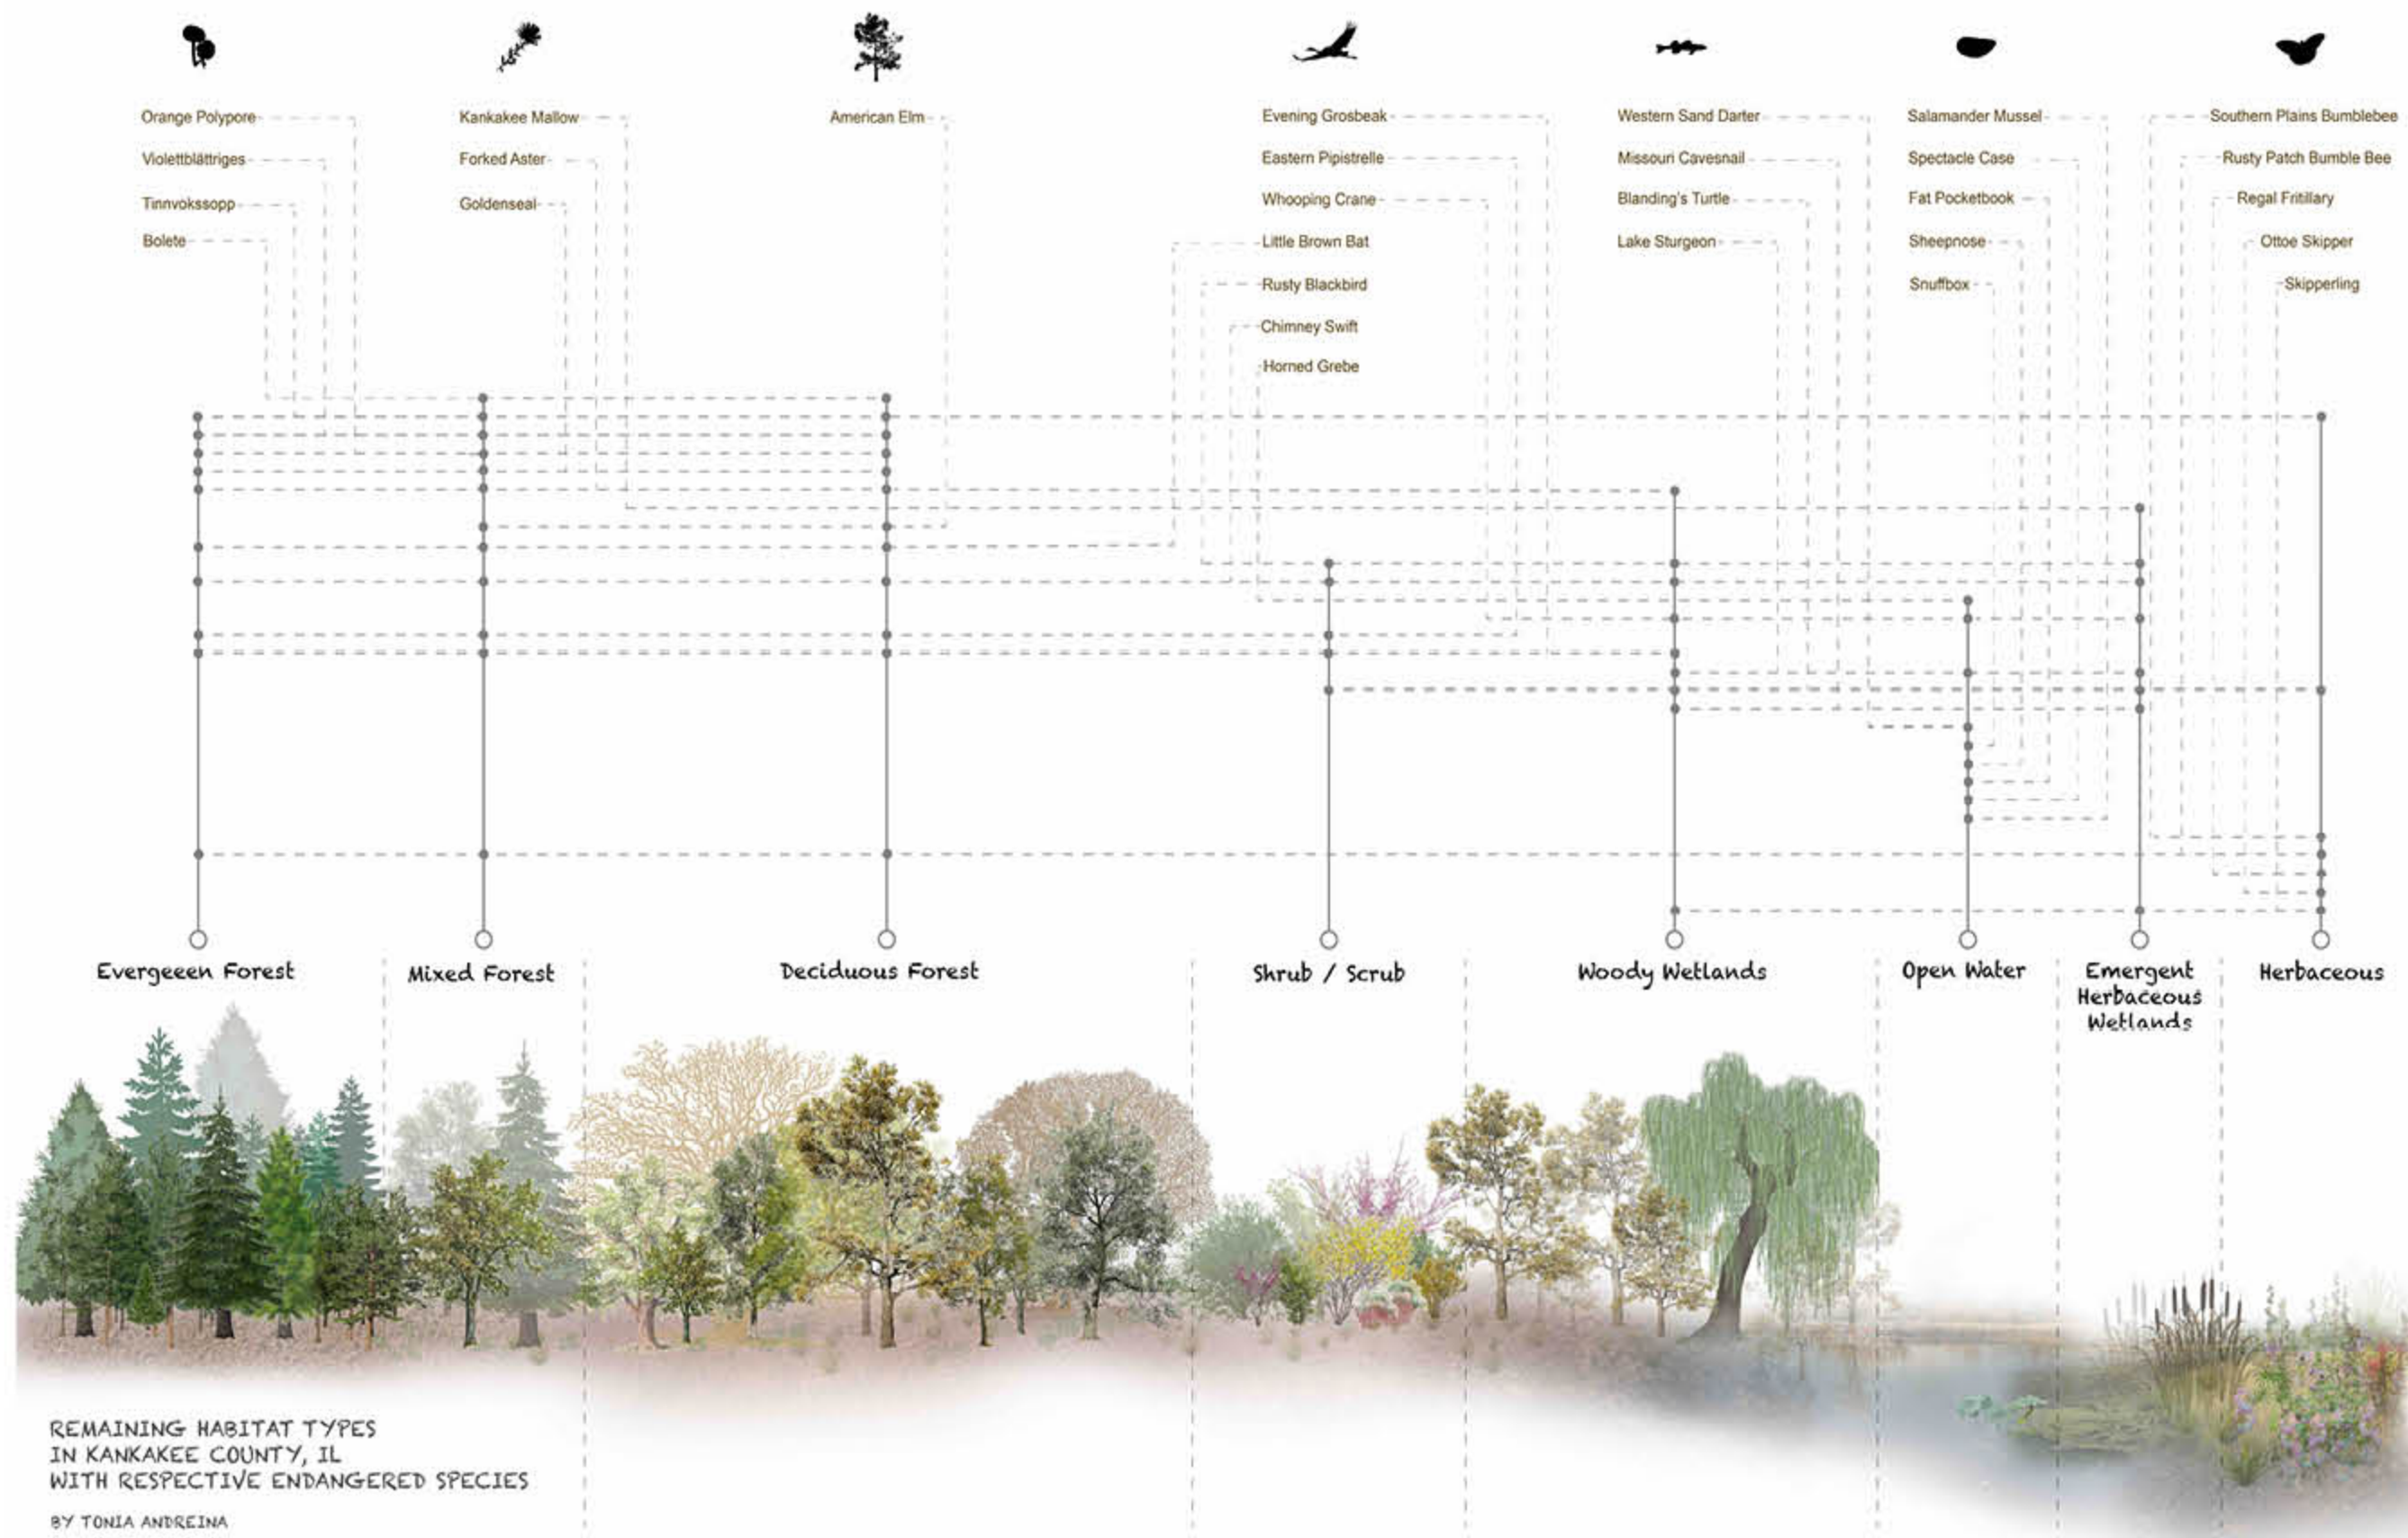 Orange Polypore
Violettblättriges
Tinnvokssopp
Bolete
Kankakee Mallow
Forked Aster
Goldenseal
American Elm
Evening Grosbeak
Eastern Pipistrelle
Whooping Crane
Little Brown Bat
Rusty Blackbird
Chimney Swift
Horned Grebe
Western Sand Darter
Missouri Cavesnail
Blanding's Turtle
Lake Sturgeon
Salamander Mussel
Spectacle Case
Fat Pocketbook
Sheepnose
Snuffbox
Southern Plains Bumblebee
Rusty Patch Bumble Bee
Regal Fritillary
Ottoe Skipper
Skipperling
Evergeeen Forest
Mixed Forest
Deciduous Forest
Shrub / Scrub
Woody Wetlands
Open Water
Emergent
Herbaceous
Wetlands
Herbaceous
REMAINING HABITAT TYPES
IN KANKAKEE COUNTY, IL
WITH RESPECTIVE ENDANGERED SPECIES
BY TONIA ANDREINA